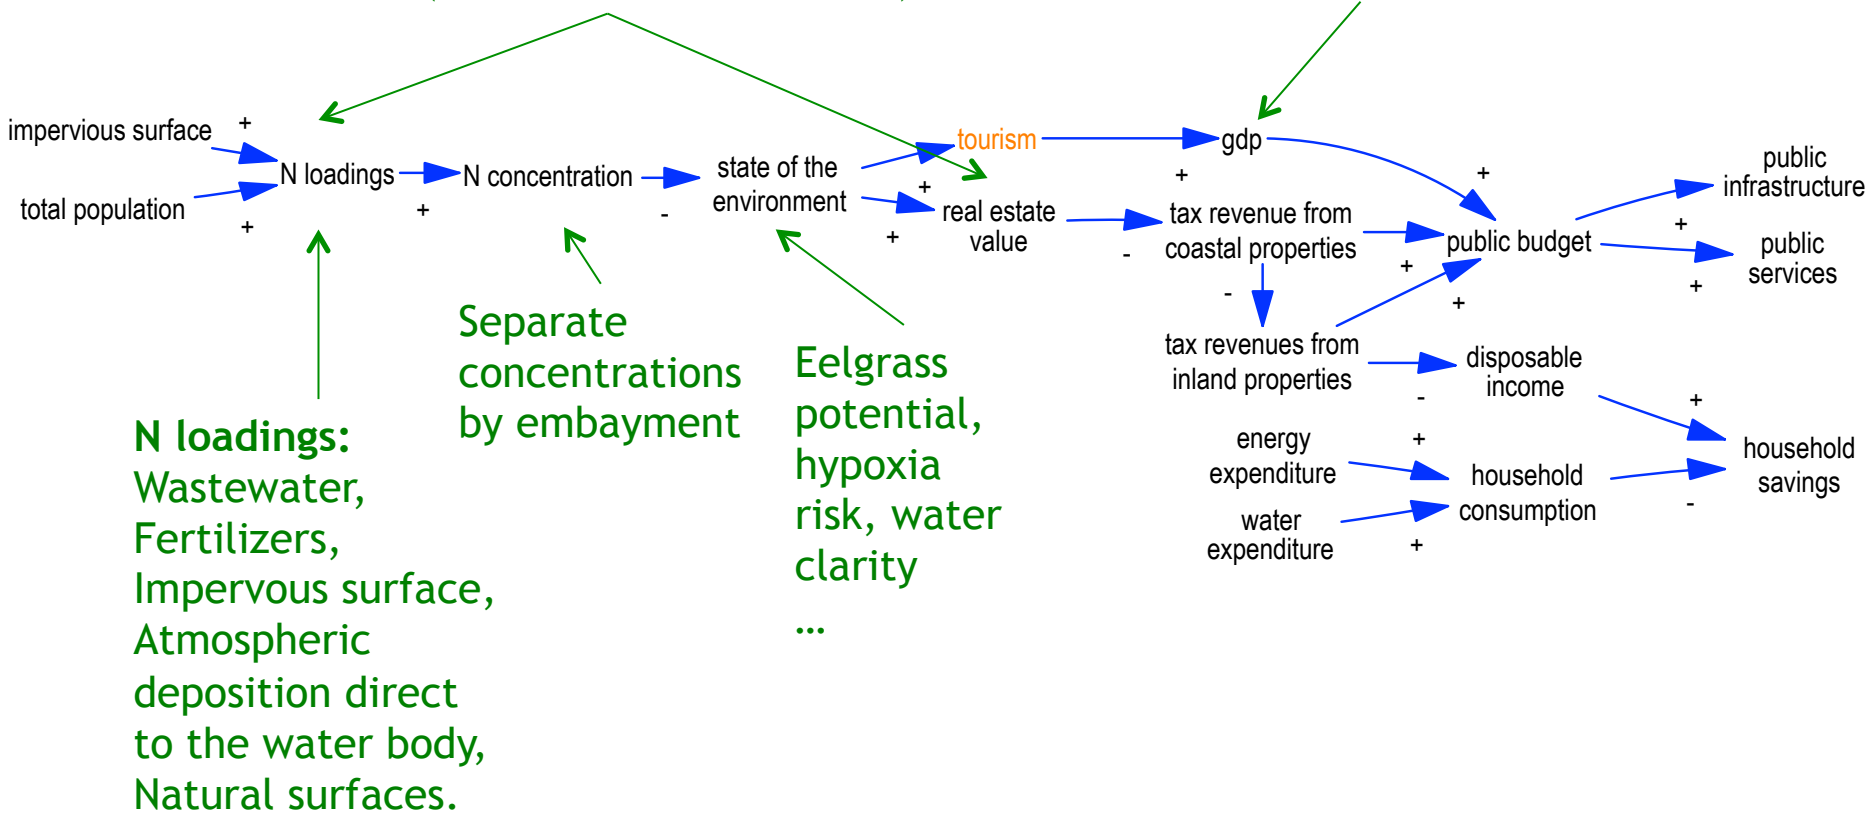 impervious surface
+
total population
+
N loadings
+
N concentration
-
state of the
environment
+
+
tourism
real estate
value
+
-
gdp
tax revenue from
coastal properties
+
+
-
+
public budget
public
infrastructure
+
public
services
+
tax revenues from
inland properties
-
disposable
income
+
energy
expenditure
+
water
expenditure
+
household
consumption
-
household
savings
N loadings:
Wastewater,
Fertilizers,
Impervous surface,
Atmospheric
deposition direct
to the water body,
Natural surfaces.
Separate
concentrations
by embayment
Eelgrass
potential,
hypoxia
risk, water
clarity
...